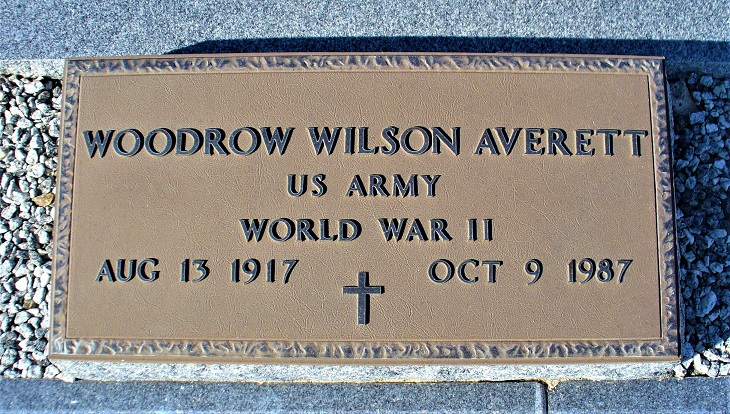 WOODROW WILSON AVERETT
US ARMY
WORLD WAR II
AUG 13 1917 OCT 9 1987